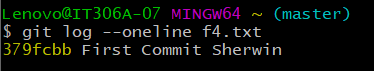 Lenovo@IT306A-07 MINGW64 ~ (master)
$ git log --oneline f4.txt
379fcbb First Commit Sherwin